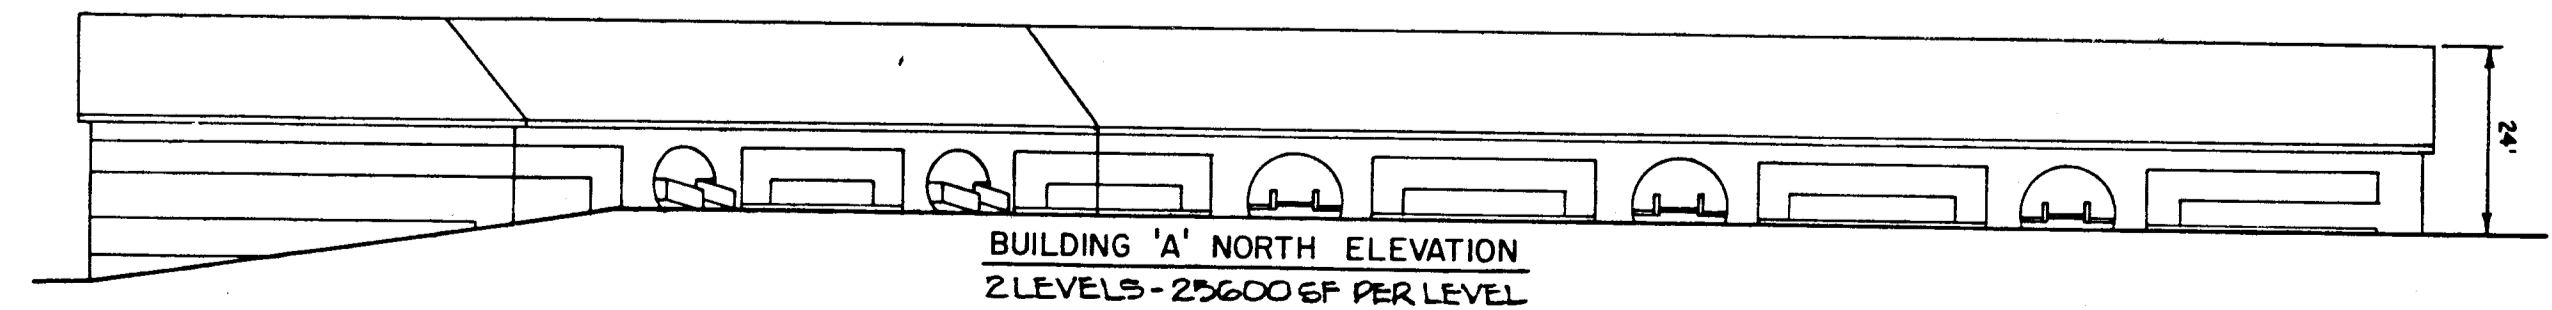 24'
BUILDING 'A' NORTH ELEVATION
2 LEVELS - 25600 SF PER LEVEL